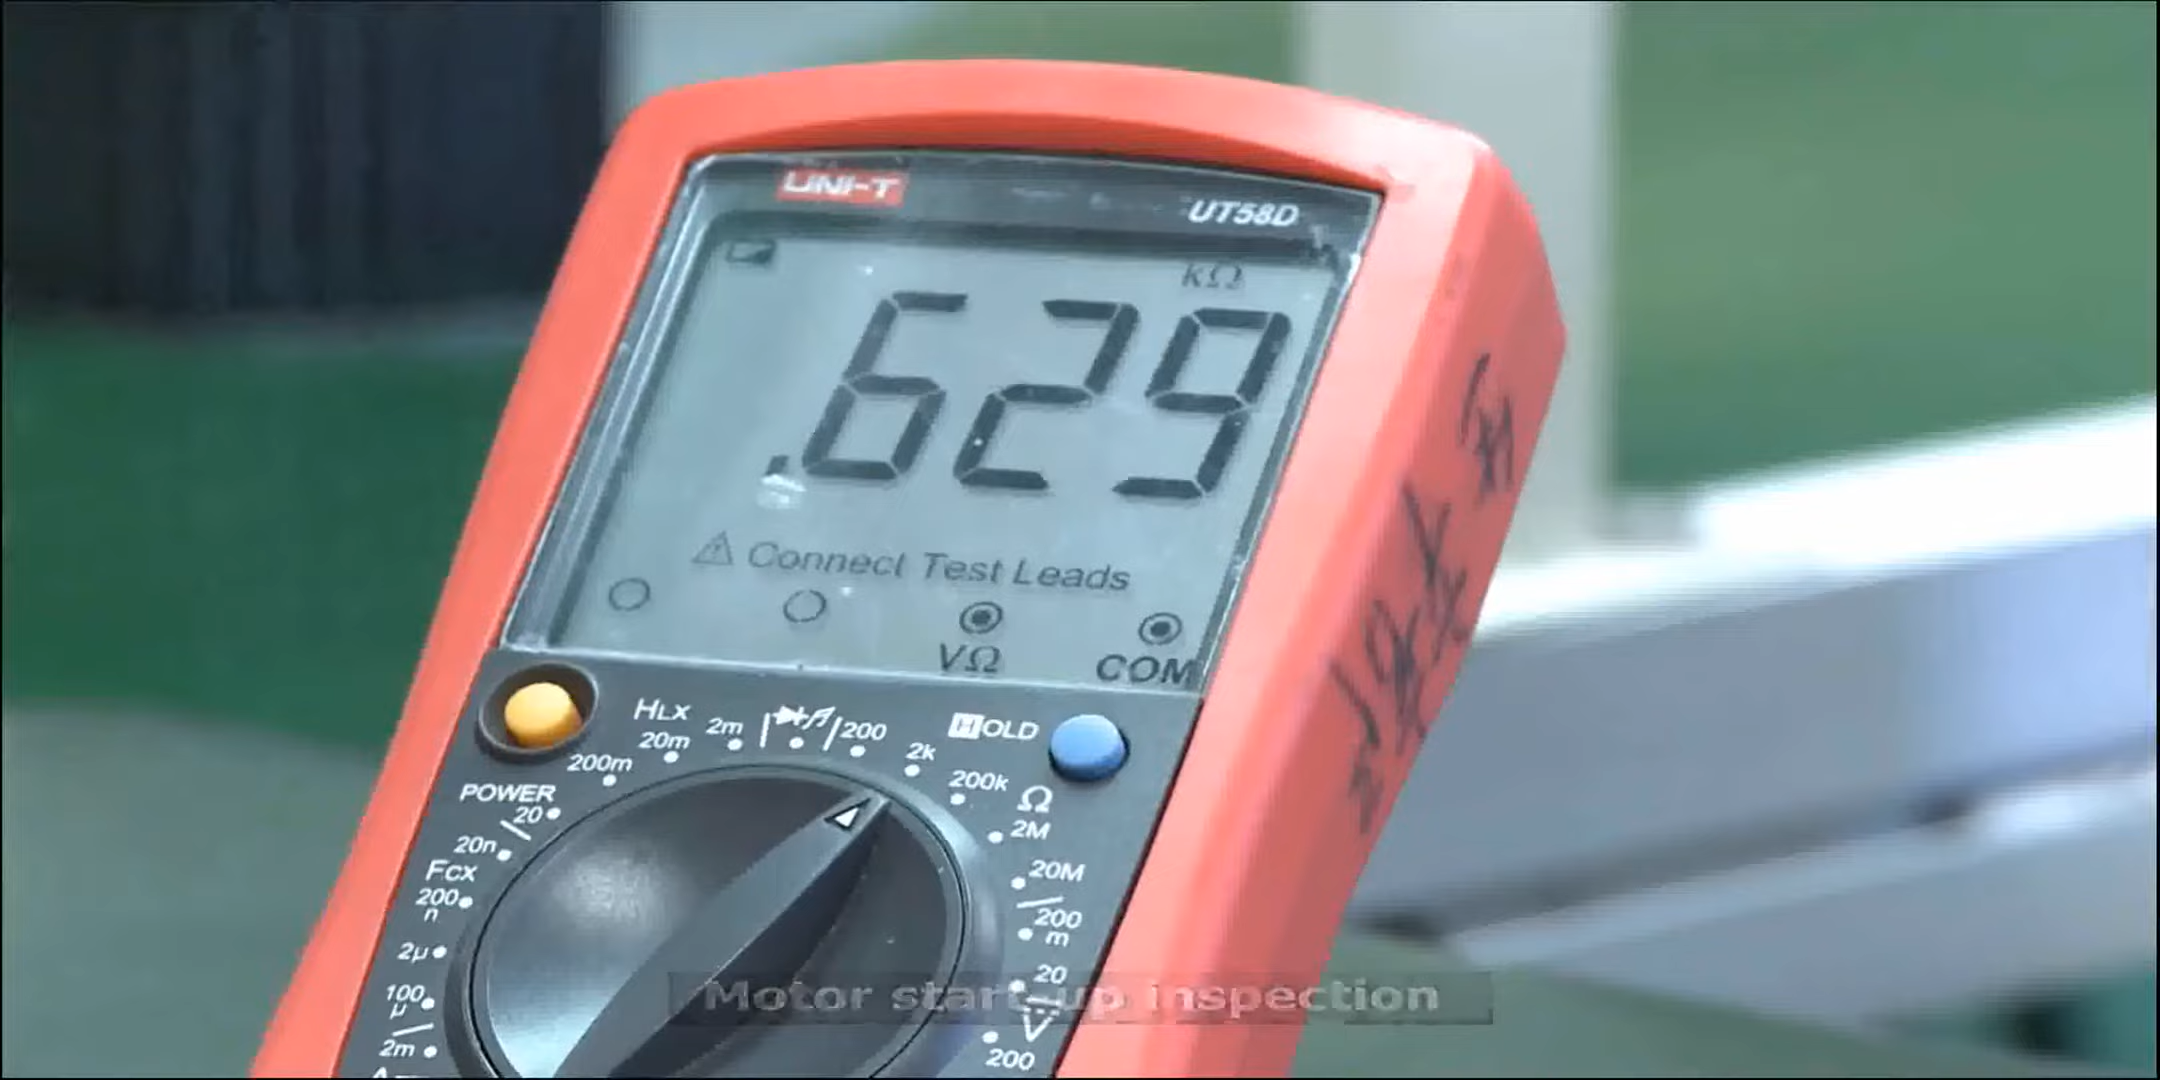 UNI-T
UT58D
kΩ
.629
Connect Test Leads
VΩ COM
HLX
2m
200
HOLD
20m
2k
200m
200k
Ω
POWER
20
2M
20n
FCX
20M
200
n
200
m
2μ
20
100
μ
V
2m
200
Motor start-up inspection